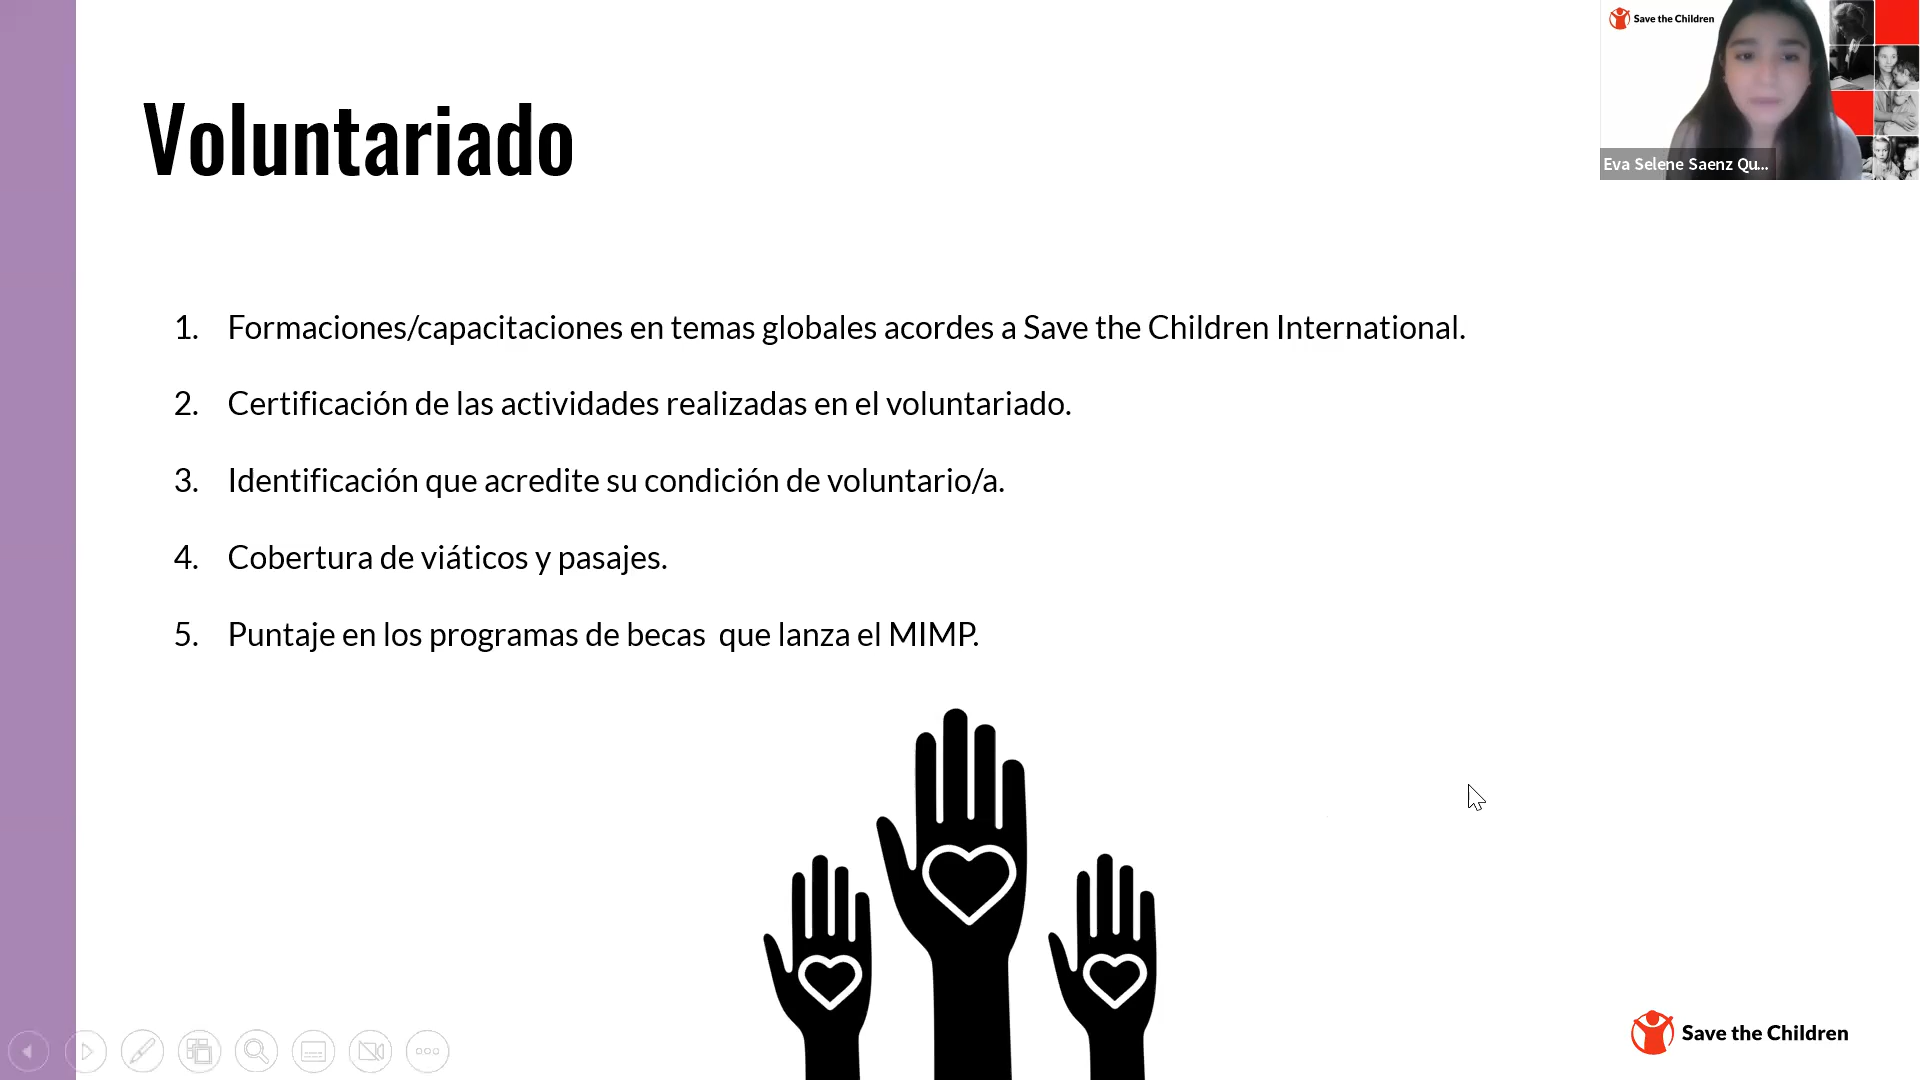 Save the Children
Eva Selene Saenz Qu...
Voluntariado
1. Formaciones/capacitaciones en temas globales acordes a Save the Children International.
2. Certificación de las actividades realizadas en el voluntariado.
3. Identificación que acredite su condición de voluntario/a.
4. Cobertura de viáticos y pasajes.
5. Puntaje en los programas de becas  que lanza el MIMP.
Save the Children